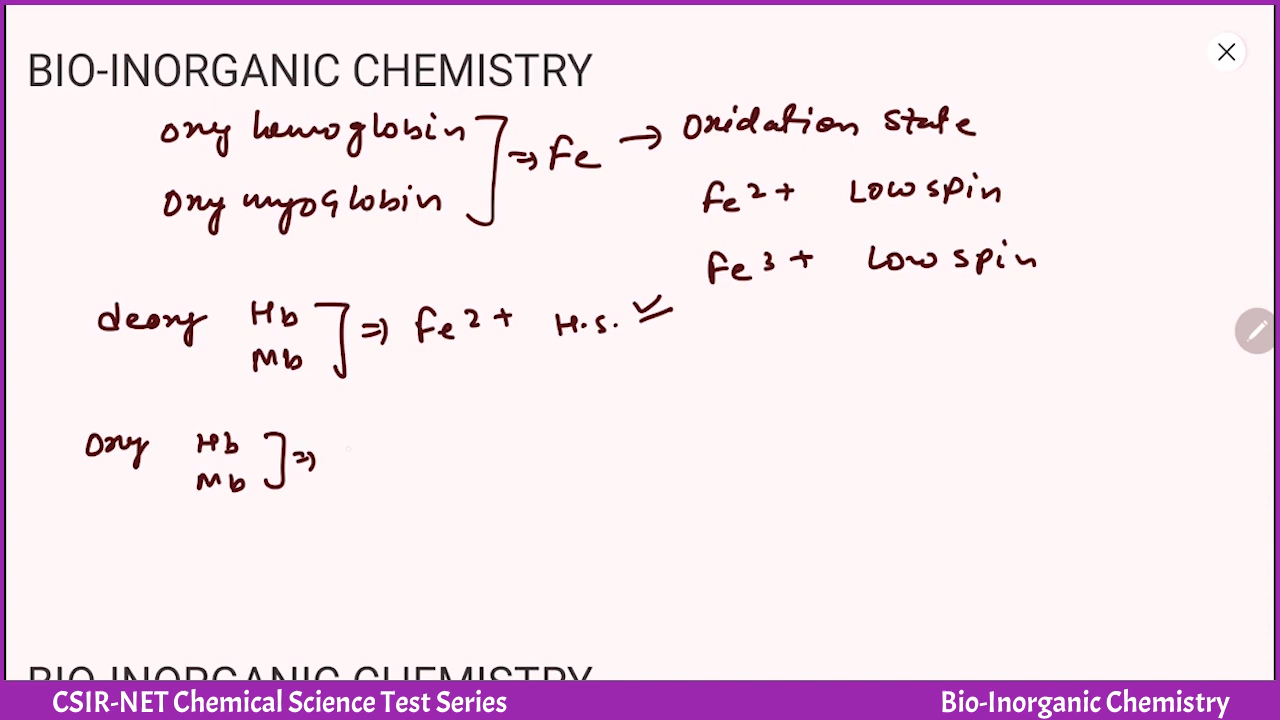 BIO-INORGANIC CHEMISTRY
Oxy hemoglobin ] ⇒ Fe → Oxidation state
Oxy myoglobin
Fe2+ Low spin
Fe3+ Low spin
deoxy Hb ] ⇒ Fe2+ H.S. ✓
Mb
Oxy Hb ] ⇒
Mb
BIO-INORGANIC CHEMISTRY
CSIR-NET Chemical Science Test Series
Bio-Inorganic Chemistry